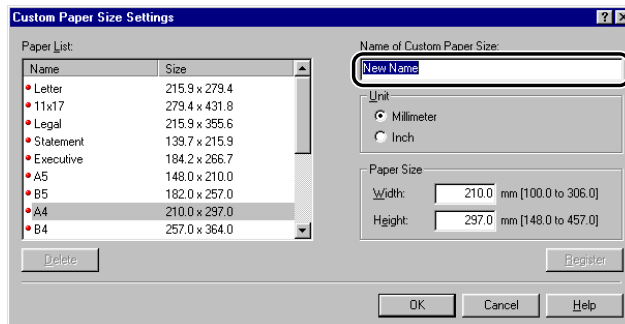 Custom Paper Size Settings
Paper List:
Name Size
Letter 215.9 x 279.4
11x17 279.4 x 431.8
Legal 215.9 x 355.6
Statement 139.7 x 215.9
Executive 184.2 x 266.7
A5 148.0 x 210.0
B5 182.0 x 257.0
A4 210.0 x 297.0
B4 257.0 x 364.0
Delete
Name of Custom Paper Size:
New Name
Unit
Millimeter
Inch
Paper Size
Width: 210.0 mm [100.0 to 306.0]
Height: 297.0 mm [148.0 to 457.0]
Register
OK Cancel Help